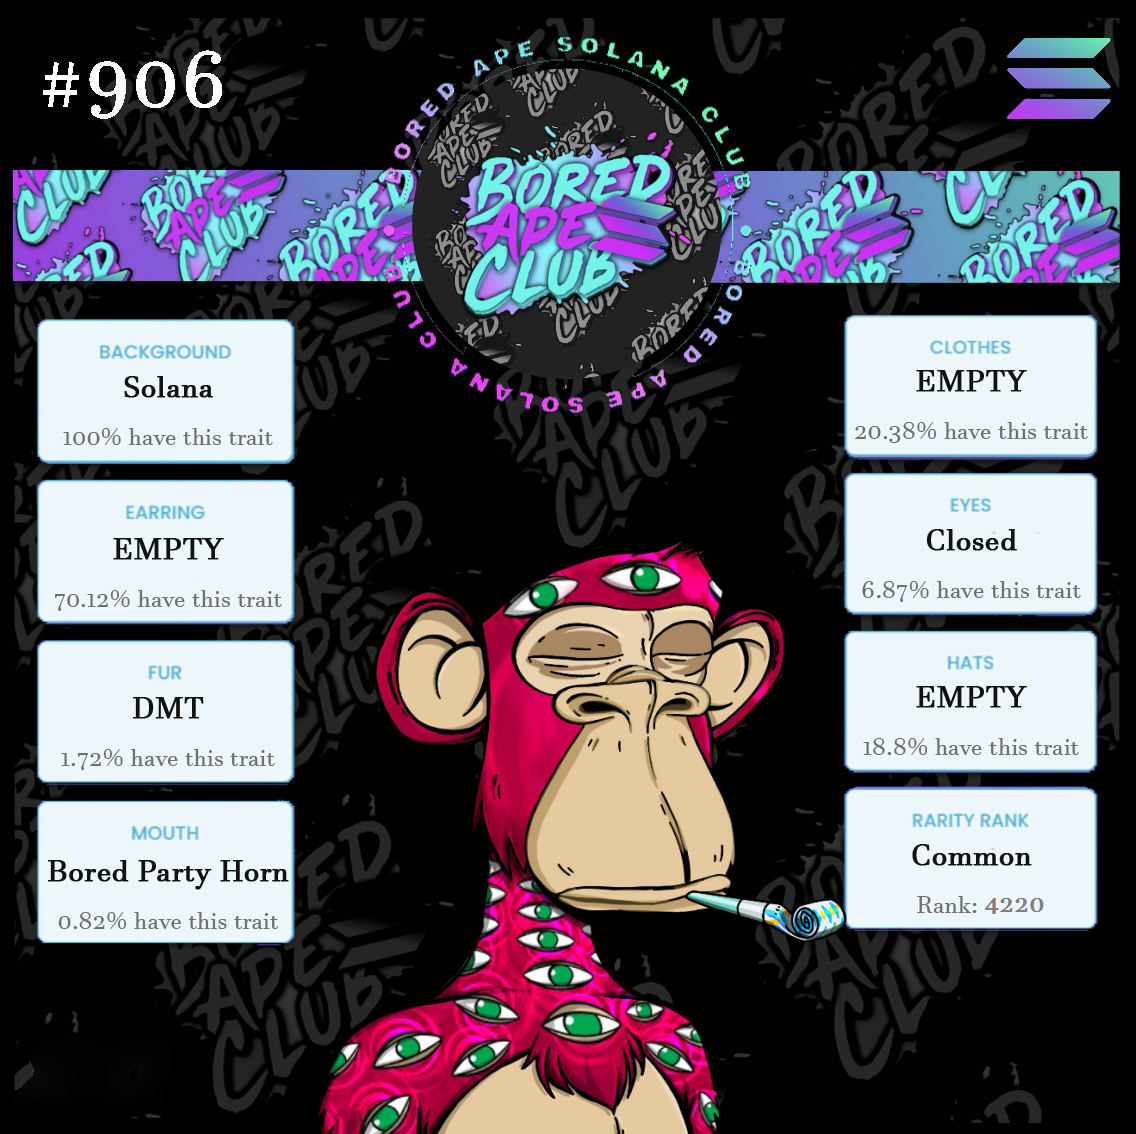 #906
BORED APE SOLANA CLUB
BORED APE SOLANA CLUB
BORED
APE
CLUB
BACKGROUND
Solana
100% have this trait
EARRING
EMPTY
70.12% have this trait
FUR
DMT
1.72% have this trait
MOUTH
Bored Party Horn
0.82% have this trait
CLOTHES
EMPTY
20.38% have this trait
EYES
Closed
6.87% have this trait
HATS
EMPTY
18.8% have this trait
RARITY RANK
Common
Rank: 4220